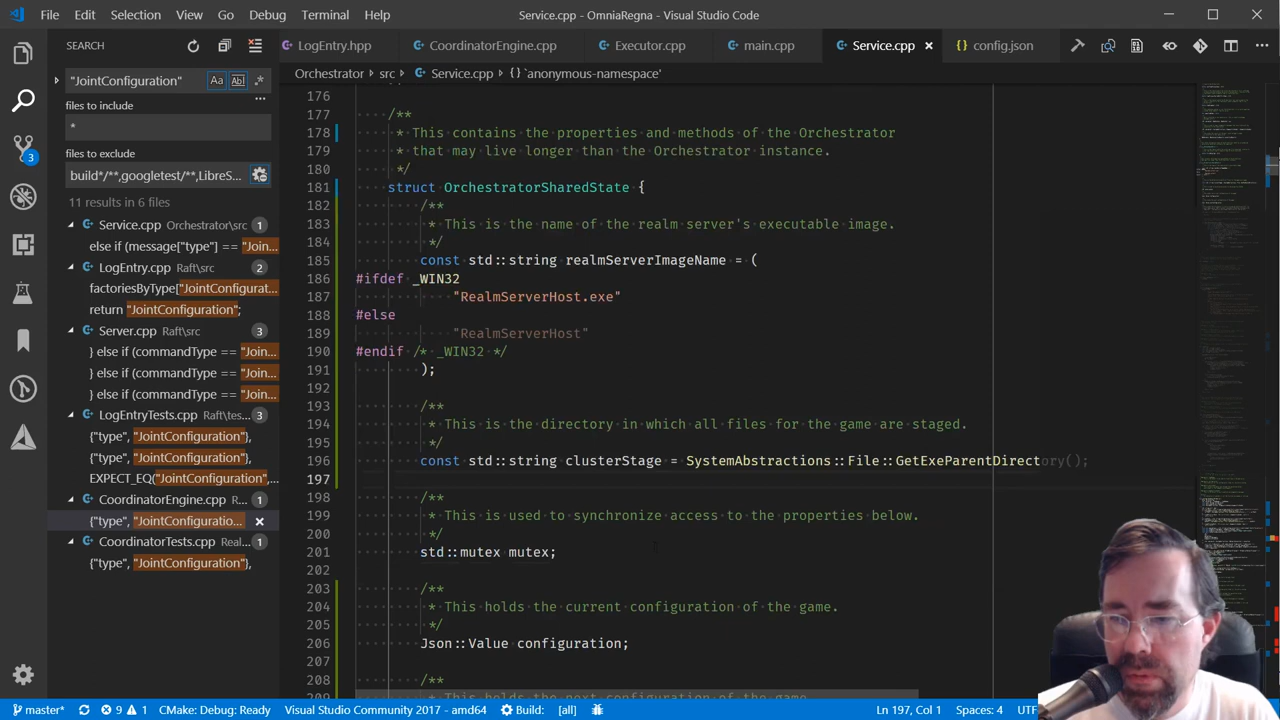 File Edit Selection View Go Debug Terminal Help Service.cpp - OmniaRegna - Visual Studio Code
SEARCH
LogEntry.hpp CoordinatorEngine.cpp Executor.cpp main.cpp Service.cpp config.json
"JointConfiguration" Aa Abl .*
Orchestrator › src › Service.cpp › {} `anonymous-namespace'
files to include
*
files to exclude
build*/**,googletest/**,LibreS...
11 results in 6 files
Service.cpp Orchestrator\src 1
else if (message["type"] == "Join...
LogEntry.cpp Raft\src 2
factoriesByType["JointConfigurat...
return "JointConfiguration";
Server.cpp Raft\src 3
} else if (commandType == "Join...
} else if (commandType == "Join...
} else if (commandType == "Join...
LogEntryTests.cpp Raft\tes... 3
{"type", "JointConfiguration"},
{"type", "JointConfiguration"},
EXPECT_EQ("JointConfiguration",...
CoordinatorEngine.cpp R... 1
{"type", "JointConfiguratio...
CoordinatorTests.cpp Real... 1
{"type", "JointConfiguration"},
3
176
177 /**
178 * This contains the properties and methods of the Orchestrator
179 * that may live longer than the Orchestrator instance.
180 */
181 struct OrchestratorSharedState {
182 /**
183 * This is the name of the realm server's executable image.
184 */
185 const std::string realmServerImageName = (
186 #ifdef _WIN32
187 "RealmServerHost.exe"
188 #else
189 "RealmServerHost"
190 #endif /* _WIN32 */
191 );
192
193 /**
194 * This is the directory in which all files for the game are staged.
195 */
196 const std::string clusterStage = SystemAbstractions::File::GetExeParentDirectory();
197
198 /**
199 * This is used to synchronize access to the properties below.
200 */
201 std::mutex mutex;
202
203 /**
204 * This holds the current configuration of the game.
205 */
206 Json::Value configuration;
207
208 /**
209 * This holds the next configuration of the game
master* 9 1 CMake: Debug: Ready Visual Studio Community 2017 - amd64 Build: [all] Ln 197, Col 1 Spaces: 4 UTF